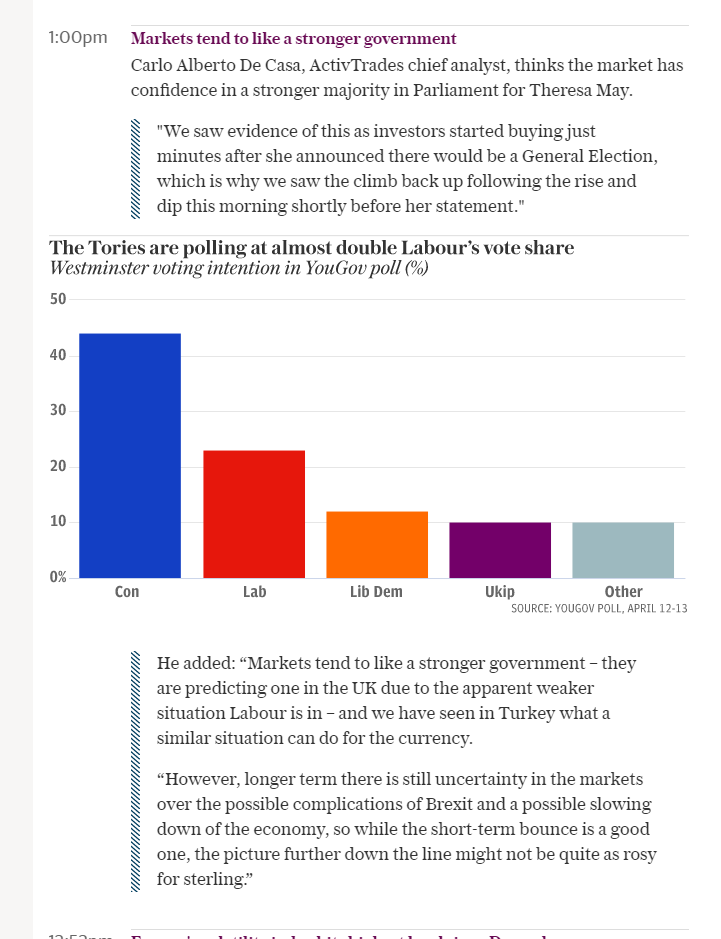 1:00pm
Markets tend to like a stronger government
Carlo Alberto De Casa, ActivTrades chief analyst, thinks the market has
confidence in a stronger majority in Parliament for Theresa May.
"We saw evidence of this as investors started buying just
minutes after she announced there would be a General Election,
which is why we saw the climb back up following the rise and
dip this morning shortly before her statement."
The Tories are polling at almost double Labour’s vote share
Westminster voting intention in YouGov poll (%)
50
40
30
20
10
0%
Con Lab Lib Dem Ukip Other
SOURCE: YOUGOV POLL, APRIL 12-13
He added: “Markets tend to like a stronger government – they
are predicting one in the UK due to the apparent weaker
situation Labour is in – and we have seen in Turkey what a
similar situation can do for the currency.
“However, longer term there is still uncertainty in the markets
over the possible complications of Brexit and a possible slowing
down of the economy, so while the short-term bounce is a good
one, the picture further down the line might not be quite as rosy
for sterling.”